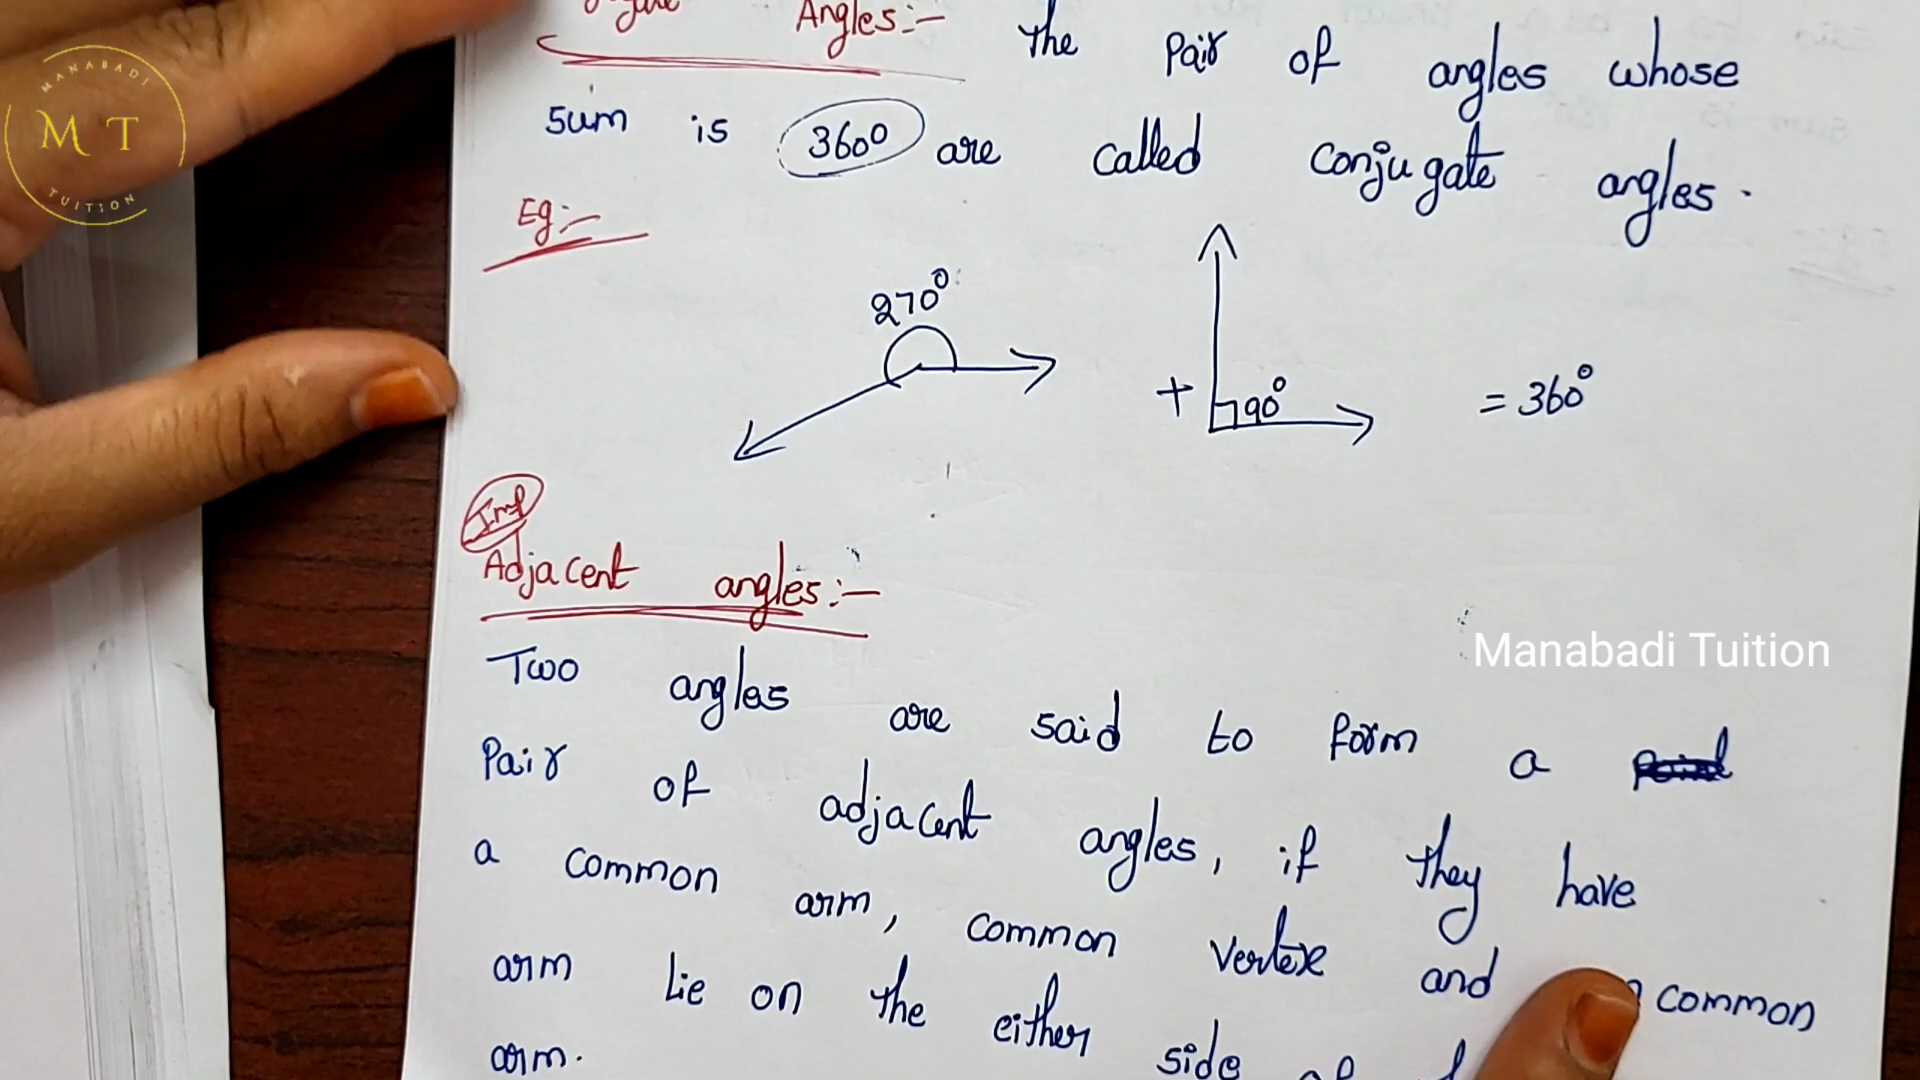 MANABADI
M T
TUITION
Angles:- The Pair of angles whose
sum is 360° are called conjugate angles.
Eg:-
270° + 90° = 360°
Imp
Adjacent angles:-
Two angles are said to form a
Pair of adjacent angles, if they have
a common arm, common vertex and common
arm lie on the either side of
arm.
Manabadi Tuition